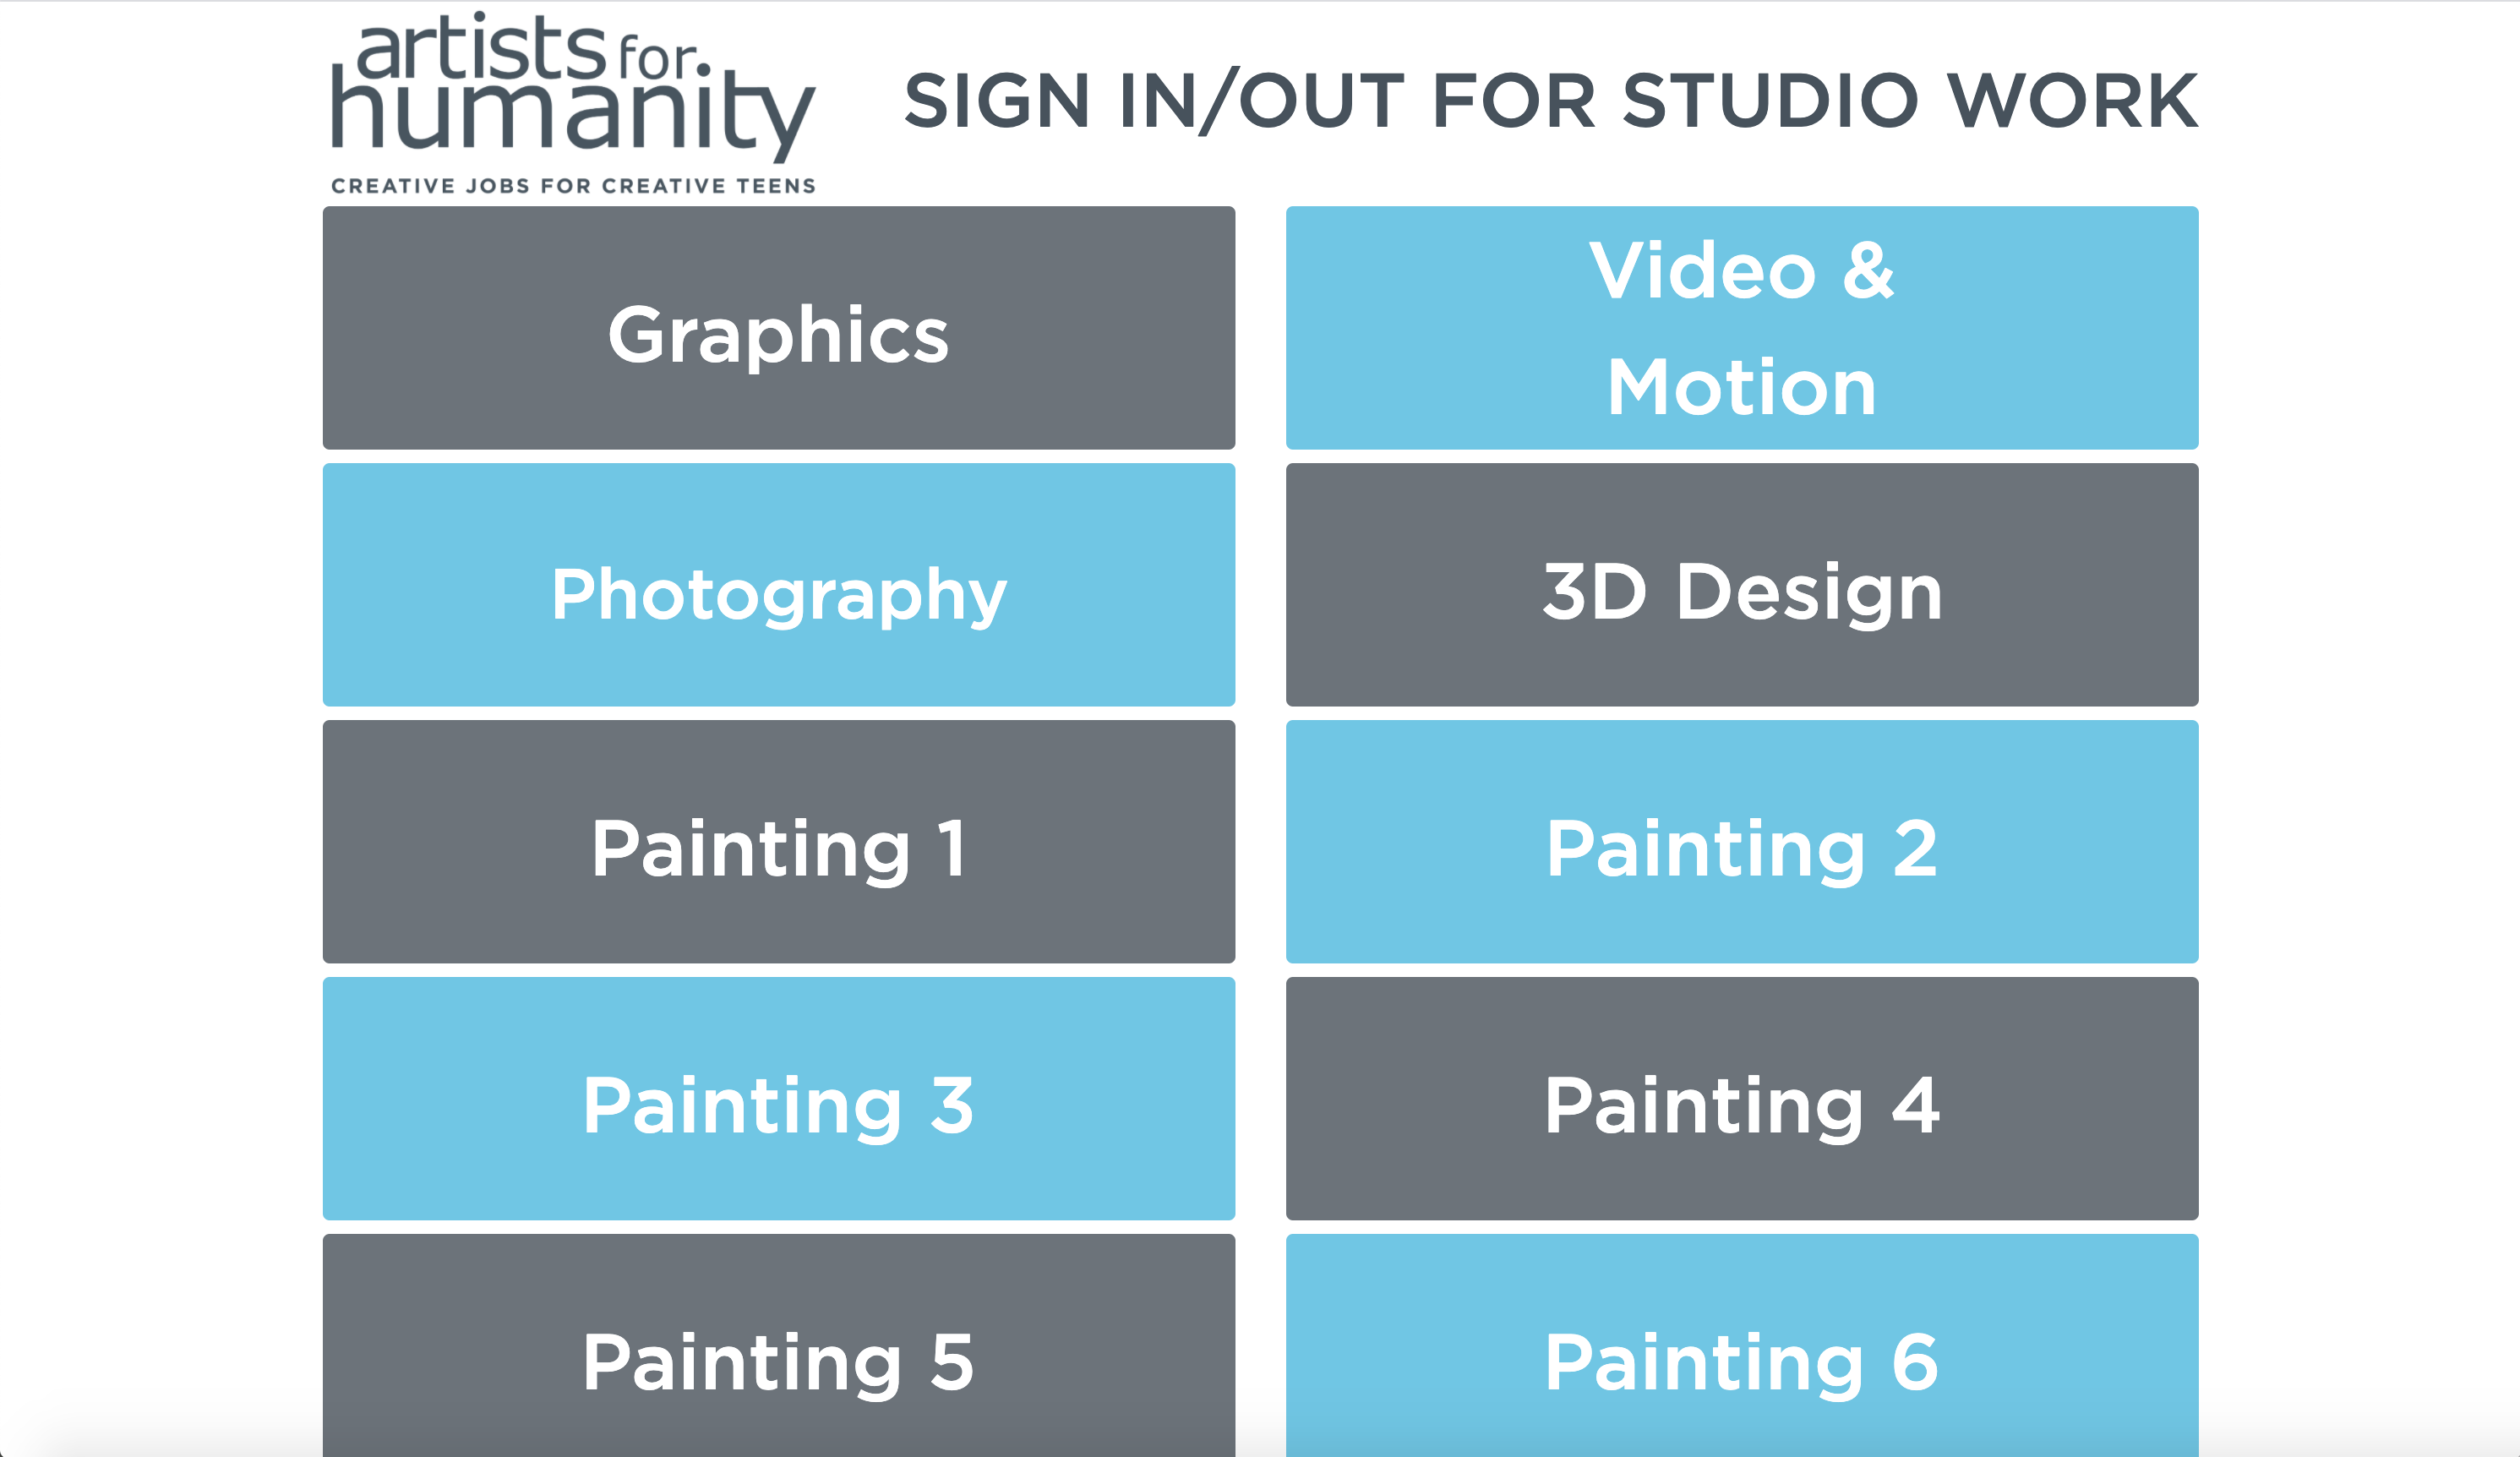 artists for
humanity
CREATIVE JOBS FOR CREATIVE TEENS
SIGN IN/OUT FOR STUDIO WORK
Graphics
Video &
Motion
Photography
3D Design
Painting 1
Painting 2
Painting 3
Painting 4
Painting 5
Painting 6